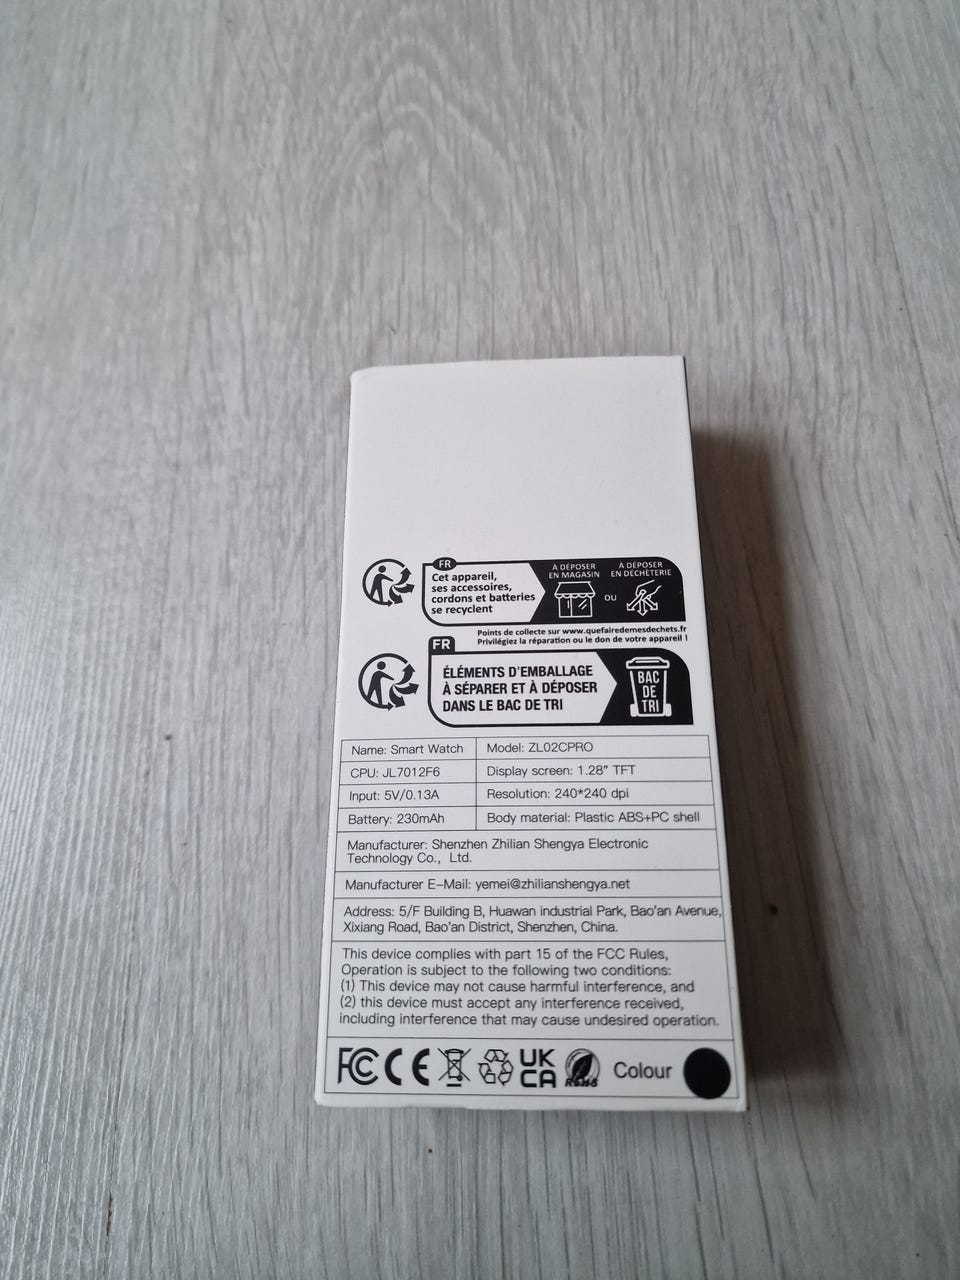 FR
Cet appareil,
ses accessoires,
cordons et batteries
se recyclent
À DÉPOSER
EN MAGASIN
OU
À DÉPOSER
EN DÉCHÈTERIE
Points de collecte sur www.quefairedemesdechets.fr
Privilégiez la réparation ou le don de votre appareil !
FR
ÉLÉMENTS D'EMBALLAGE
À SÉPARER ET À DÉPOSER
DANS LE BAC DE TRI
BAC
DE
TRI
Name: Smart Watch
Model: ZL02CPRO
CPU: JL7012F6
Display screen: 1.28” TFT
Input: 5V/0.13A
Resolution: 240*240 dpi
Battery: 230mAh
Body material: Plastic ABS+PC shell
Manufacturer: Shenzhen Zhilian Shengya Electronic
Technology Co., Ltd.
Manufacturer E-Mail: yemei@zhilianshengya.net
Address: 5/F Building B, Huawan industrial Park, Bao'an Avenue,
Xixiang Road, Bao'an District, Shenzhen, China.
This device complies with part 15 of the FCC Rules,
Operation is subject to the following two conditions:
(1) This device may not cause harmful interference, and
(2) this device must accept any interference received,
including interference that may cause undesired operation.
FC CE UK
CA RoHS Colour